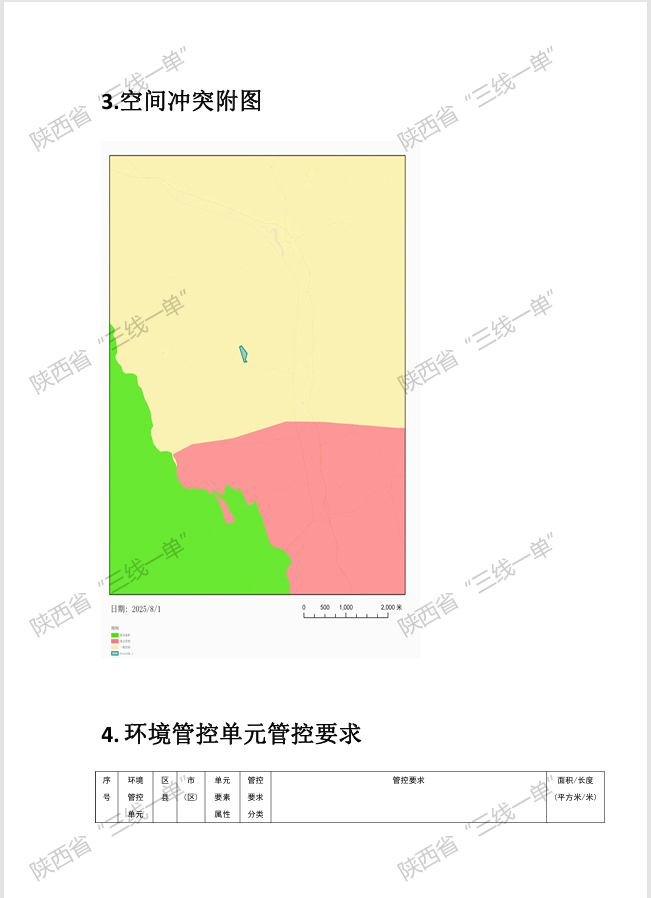 陕西省“三线一单”
陕西省“三线一单”
3.空间冲突附图
陕西省“三线一单”
陕西省“三线一单”
陕西省“三线一单”
陕西省“三线一单”
日期: 2025/8/1
0 500 1,000 2,000 米
4. 环境管控单元管控要求
序号 环境管控单元 区县 市(区) 单元要素属性 管控要求分类 管控要求 面积/长度(平方米/米)
陕西省“三线一单”
陕西省“三线一单”